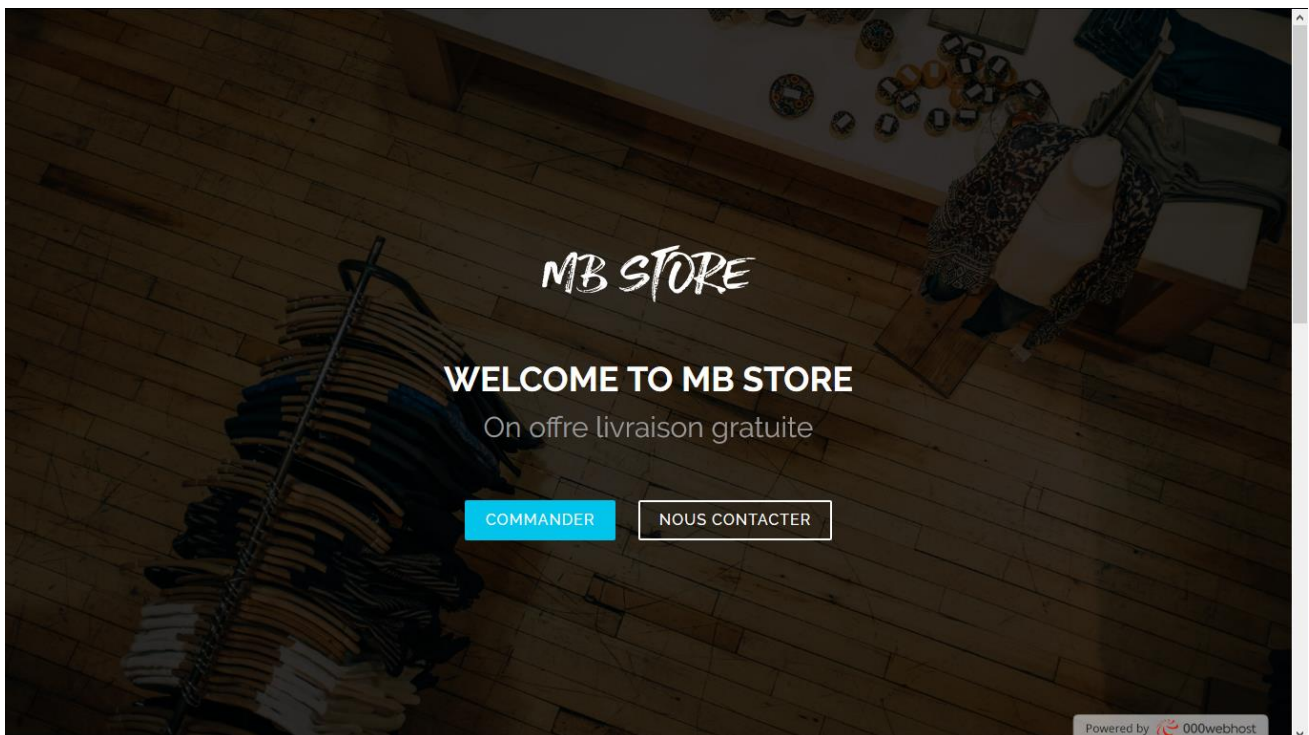 MB STORE
WELCOME TO MB STORE
On offre livraison gratuite
COMMANDER
NOUS CONTACTER
Powered by 000webhost